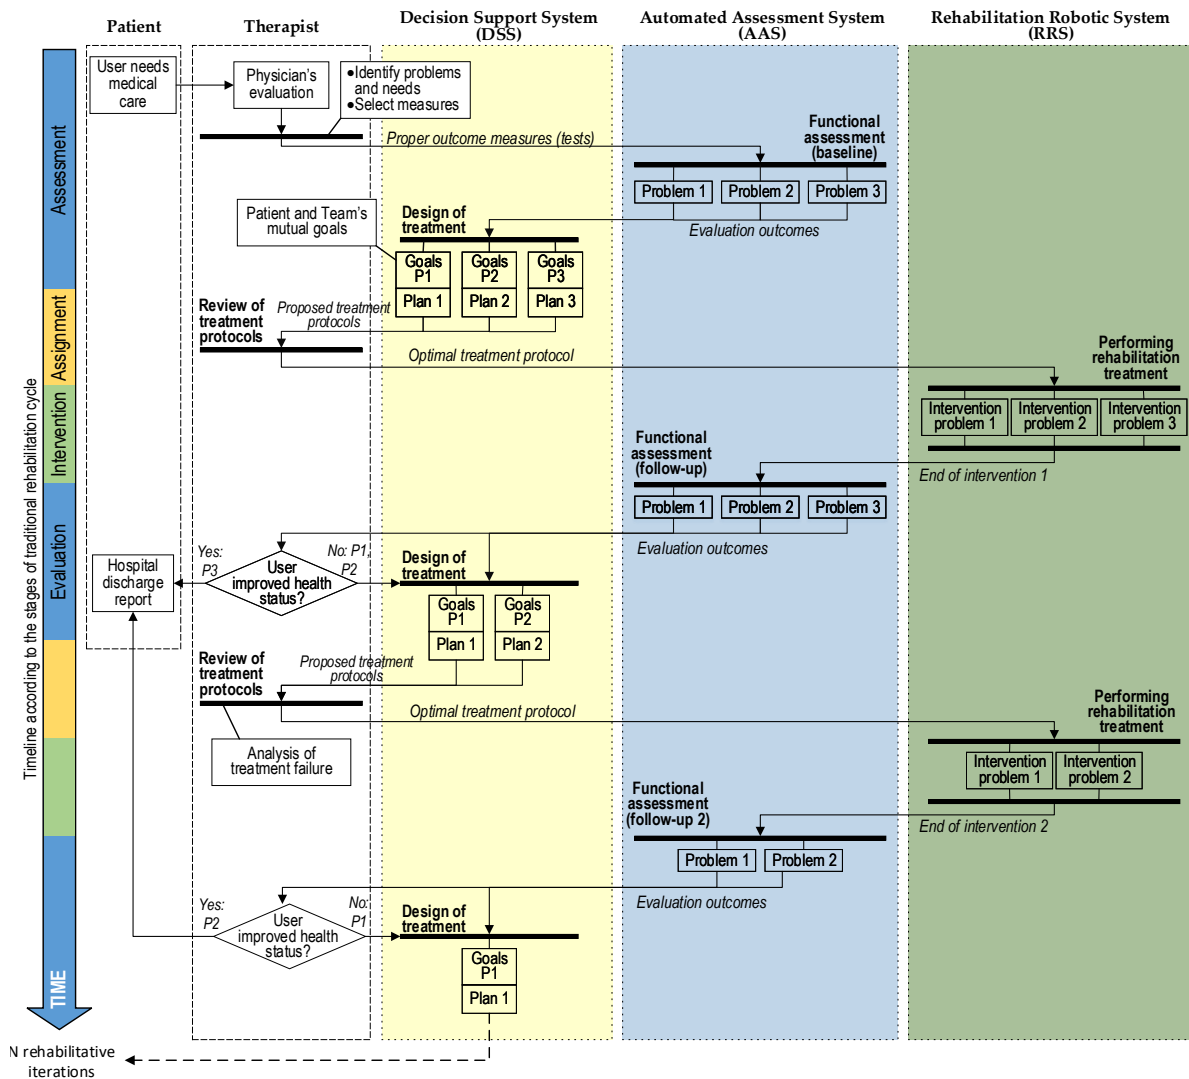 Patient
Therapist
Decision Support System
(DSS)
Automated Assessment System
(AAS)
Rehabilitation Robotic System
(RRS)
User needs
medical
care
Physician's
evaluation
●Identify problems
and needs
●Select measures
Proper outcome measures (tests)
Functional
assessment
(baseline)
Problem 1
Problem 2
Problem 3
Evaluation outcomes
Patient and Team's
mutual goals
Design of
treatment
Goals
P1
Plan 1
Goals
P2
Plan 2
Goals
P3
Plan 3
Review of
treatment
protocols
Proposed treatment
protocols
Optimal treatment protocol
Performing
rehabilitation
treatment
Intervention
problem 1
Intervention
problem 2
Intervention
problem 3
End of intervention 1
Functional
assessment
(follow-up)
Problem 1
Problem 2
Problem 3
Evaluation outcomes
Yes:
P3
User
improved health
status?
No: P1,
P2
Hospital
discharge
report
Design of
treatment
Goals
P1
Plan 1
Goals
P2
Plan 2
Review of
treatment
protocols
Proposed treatment
protocols
Optimal treatment protocol
Analysis of
treatment failure
Performing
rehabilitation
treatment
Intervention
problem 1
Intervention
problem 2
End of intervention 2
Functional
assessment
(follow-up 2)
Problem 1
Problem 2
Evaluation outcomes
Yes:
P2
User
improved health
status?
No:
P1
Design of
treatment
Goals
P1
Plan 1
N rehabilitative
iterations
Timeline according to the stages of traditional rehabilitation cycle
Assessment
Assignment
Intervention
Evaluation
TIME